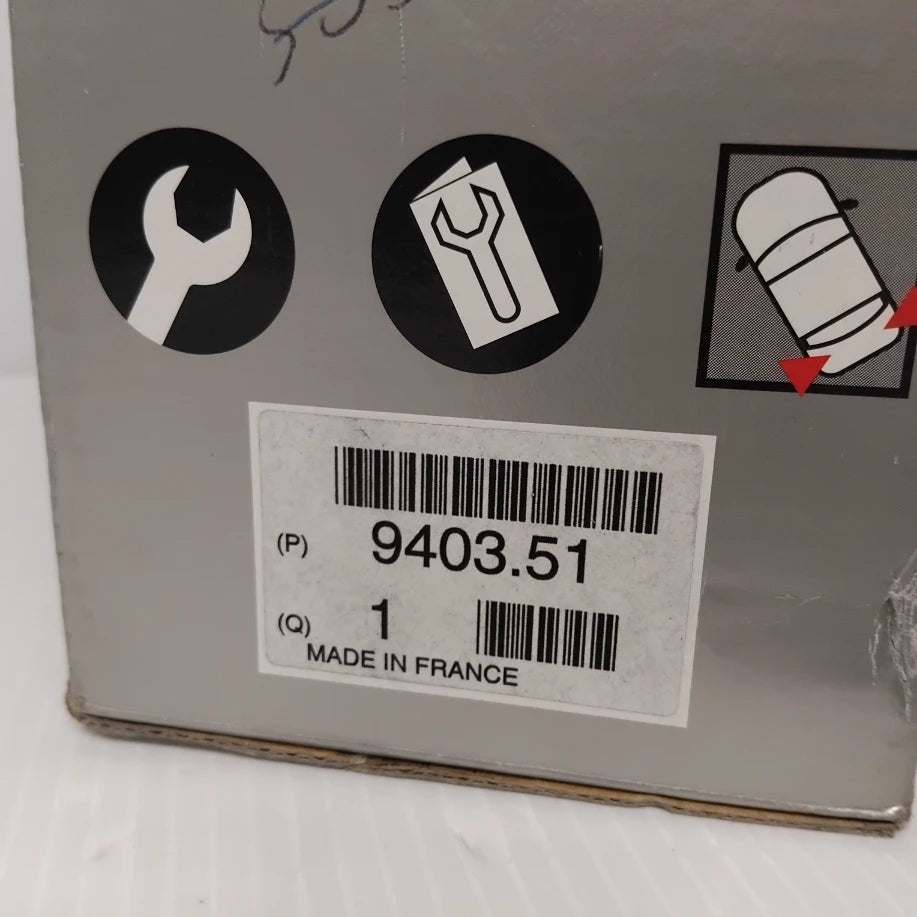 (P) 9403.51
(Q) 1
MADE IN FRANCE